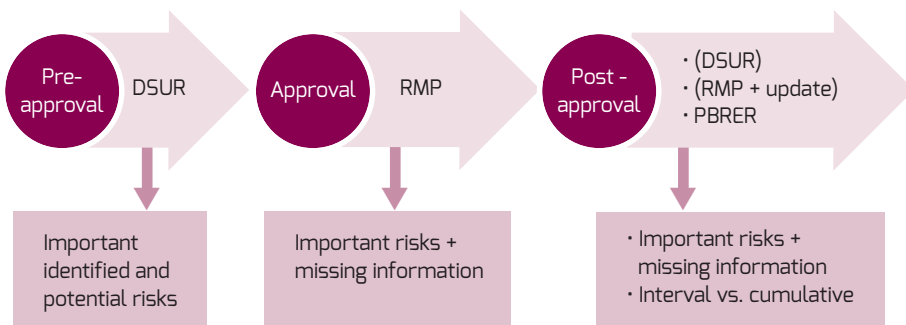 Pre-
approval
DSUR
Approval
RMP
Post -
approval
· (DSUR)
· (RMP + update)
· PBRER
Important
identified and
potential risks
Important risks +
missing information
· Important risks +
missing information
· Interval vs. cumulative